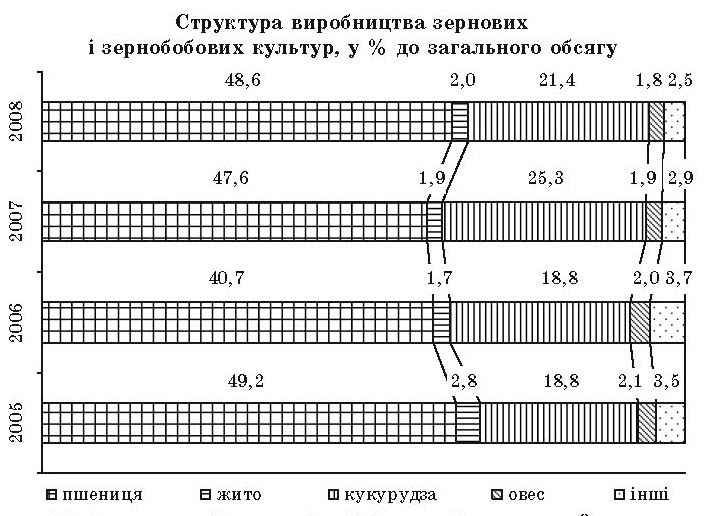 Структура виробництва зернових
і зернобобових культур, у % до загального обсягу
48,6 2,0 21,4 1,8 2,5
2008
47,6 1,9 25,3 1,9 2,9
2007
40,7 1,7 18,8 2,0 3,7
2006
49,2 2,8 18,8 2,1 3,5
2005
пшениця жито кукурудза овес інші